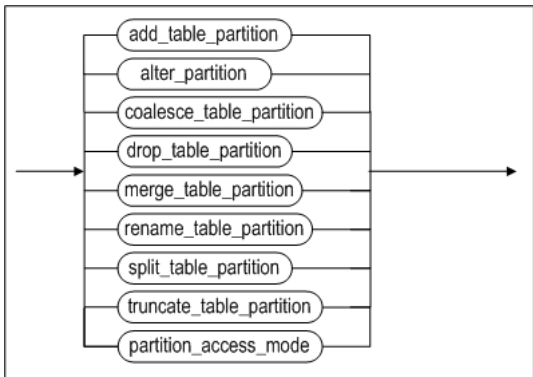 add_table_partition
alter_partition
coalesce_table_partition
drop_table_partition
merge_table_partition
rename_table_partition
split_table_partition
truncate_table_partition
partition_access_mode